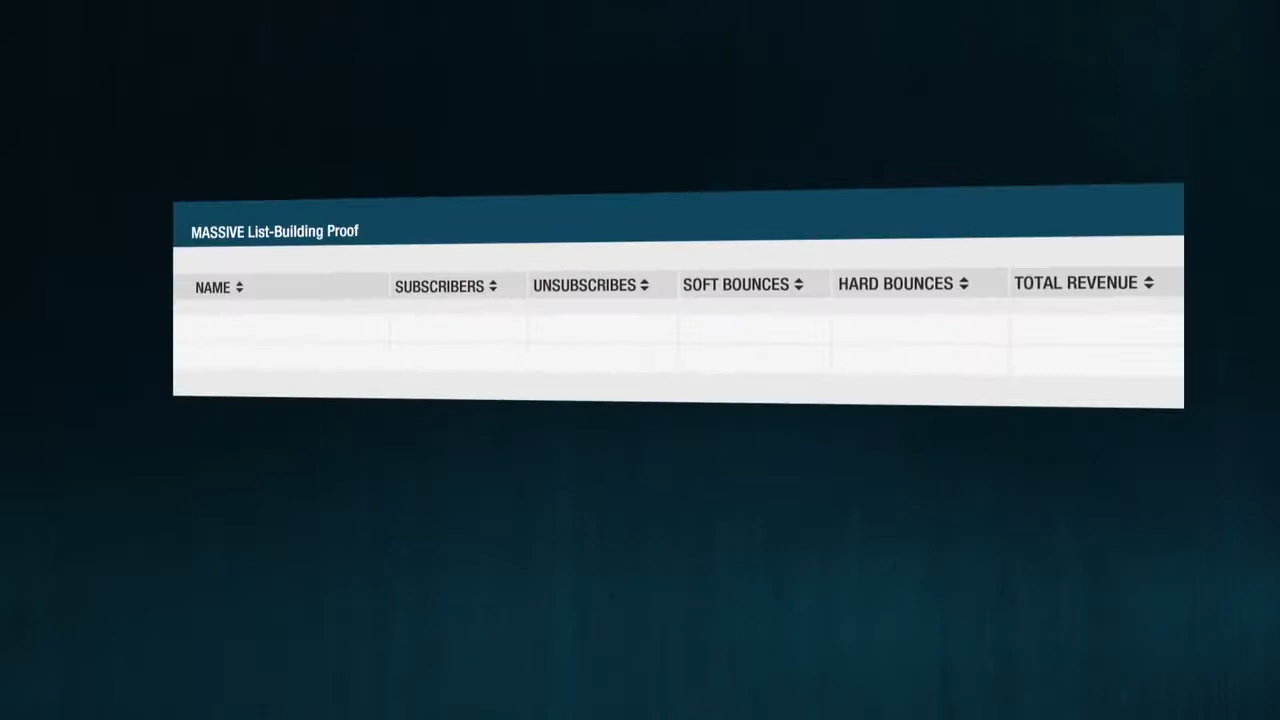 MASSIVE List-Building Proof
NAME SUBSCRIBERS UNSUBSCRIBES SOFT BOUNCES HARD BOUNCES TOTAL REVENUE